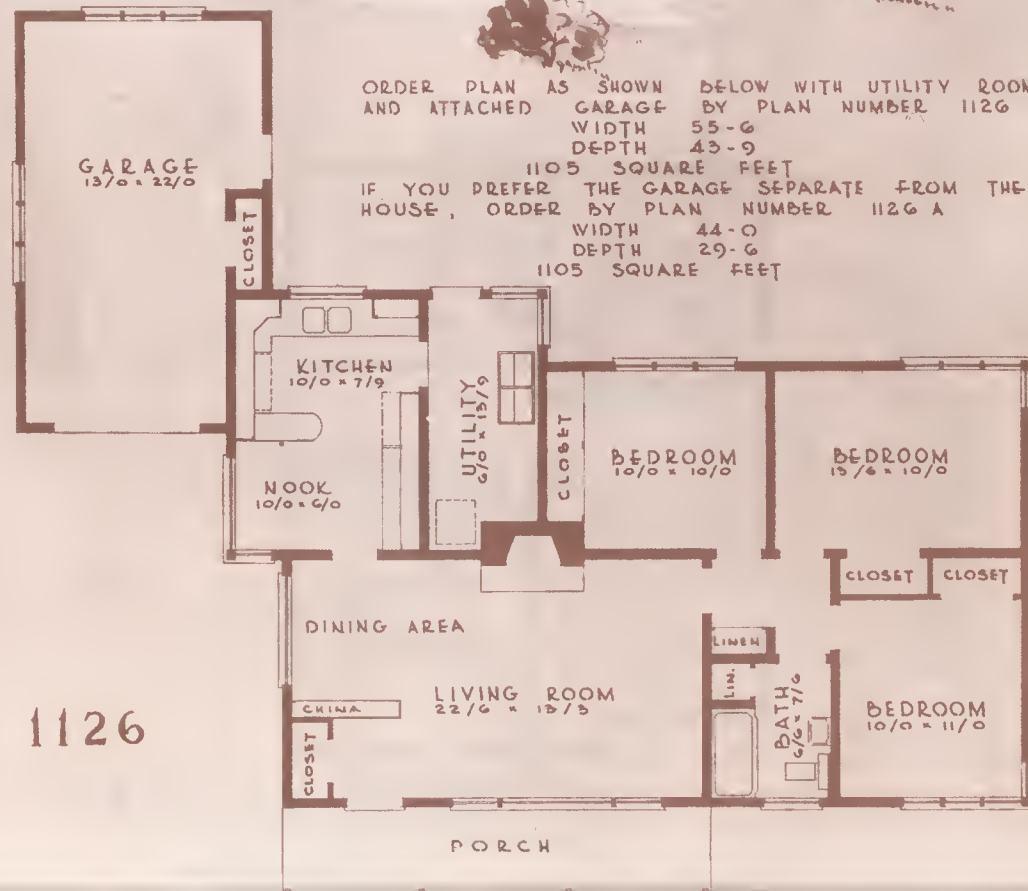 ORDER PLAN AS SHOWN BELOW WITH UTILITY ROOM
AND ATTACHED GARAGE BY PLAN NUMBER 1126
WIDTH 55-6
DEPTH 43-9
1105 SQUARE FEET
IF YOU PREFER THE GARAGE SEPARATE FROM THE
HOUSE, ORDER BY PLAN NUMBER 1126 A
WIDTH 44-0
DEPTH 29-6
1105 SQUARE FEET
GARAGE
13/0 x 22/0
CLOSET
KITCHEN
10/0 x 7/9
UTILITY
6/0 x 13/9
CLOSET
BEDROOM
10/0 x 10/0
BEDROOM
13/6 x 10/0
NOOK
10/0 x 6/0
CLOSET
CLOSET
DINING AREA
LINEN
LIN.
LIVING ROOM
22/6 x 13/3
CHINA
CLOSET
BATH
6/6 x 7/6
BEDROOM
10/0 x 11/0
1126
PORCH